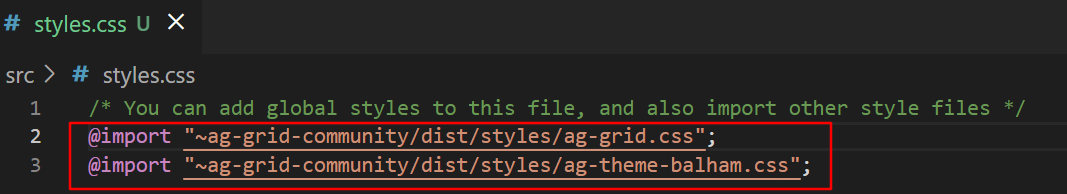 # styles.css U ×
src > # styles.css
1 /* You can add global styles to this file, and also import other style files */
2 @import "~ag-grid-community/dist/styles/ag-grid.css";
3 @import "~ag-grid-community/dist/styles/ag-theme-balham.css";